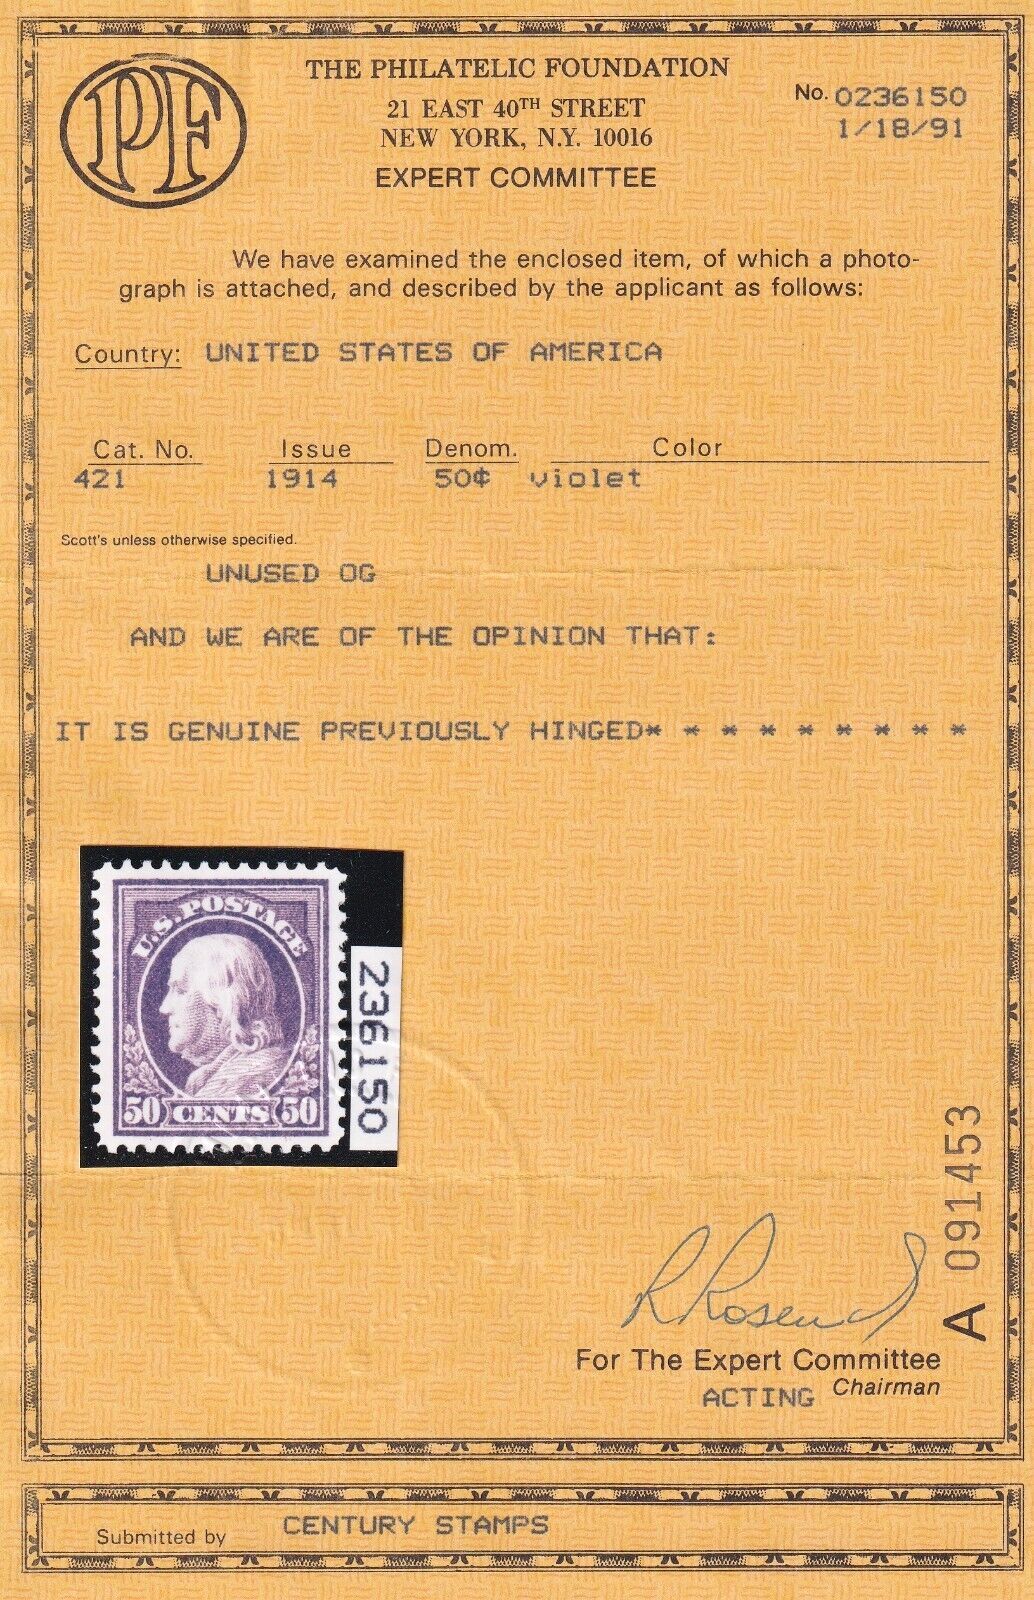 PF
THE PHILATELIC FOUNDATION
21 EAST 40TH STREET
NEW YORK, N.Y. 10016
EXPERT COMMITTEE
No. 0236150
1/18/91
We have examined the enclosed item, of which a photo-
graph is attached, and described by the applicant as follows:
Country: UNITED STATES OF AMERICA
Cat. No. Issue Denom. Color
421 1914 50¢ violet
Scott's unless otherwise specified.
UNUSED OG
AND WE ARE OF THE OPINION THAT:
IT IS GENUINE PREVIOUSLY HINGED* * * * * * * * *
U.S. POSTAGE
50 CENTS 50
236150
A 091453
R Rosen
For The Expert Committee
ACTING Chairman
Submitted by CENTURY STAMPS